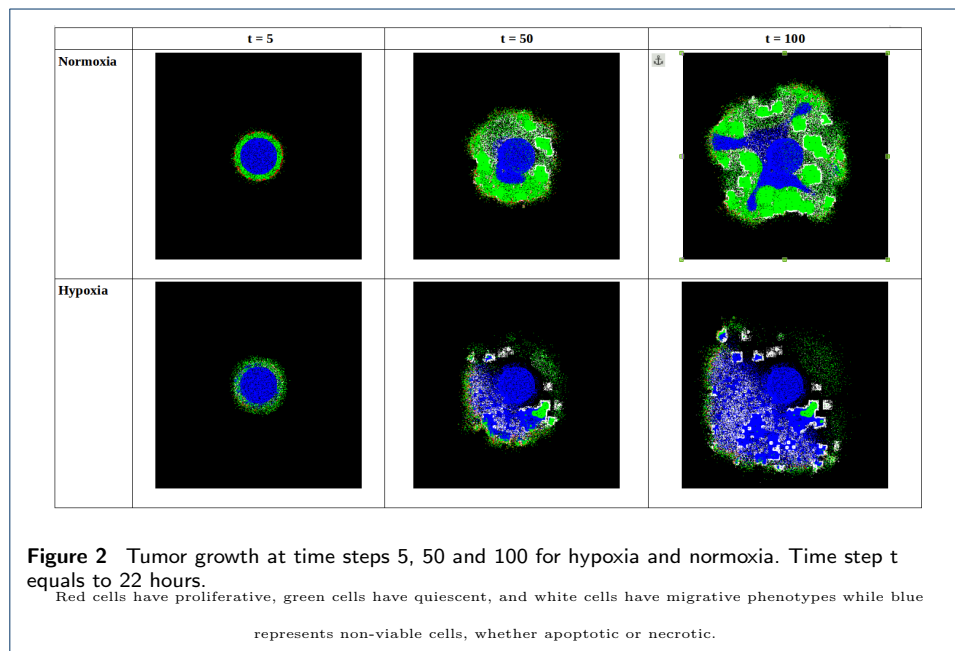 t = 5 t = 50 t = 100
Normoxia
Hypoxia
Figure 2 Tumor growth at time steps 5, 50 and 100 for hypoxia and normoxia. Time step t
equals to 22 hours.
Red cells have proliferative, green cells have quiescent, and white cells have migrative phenotypes while blue
represents non-viable cells, whether apoptotic or necrotic.